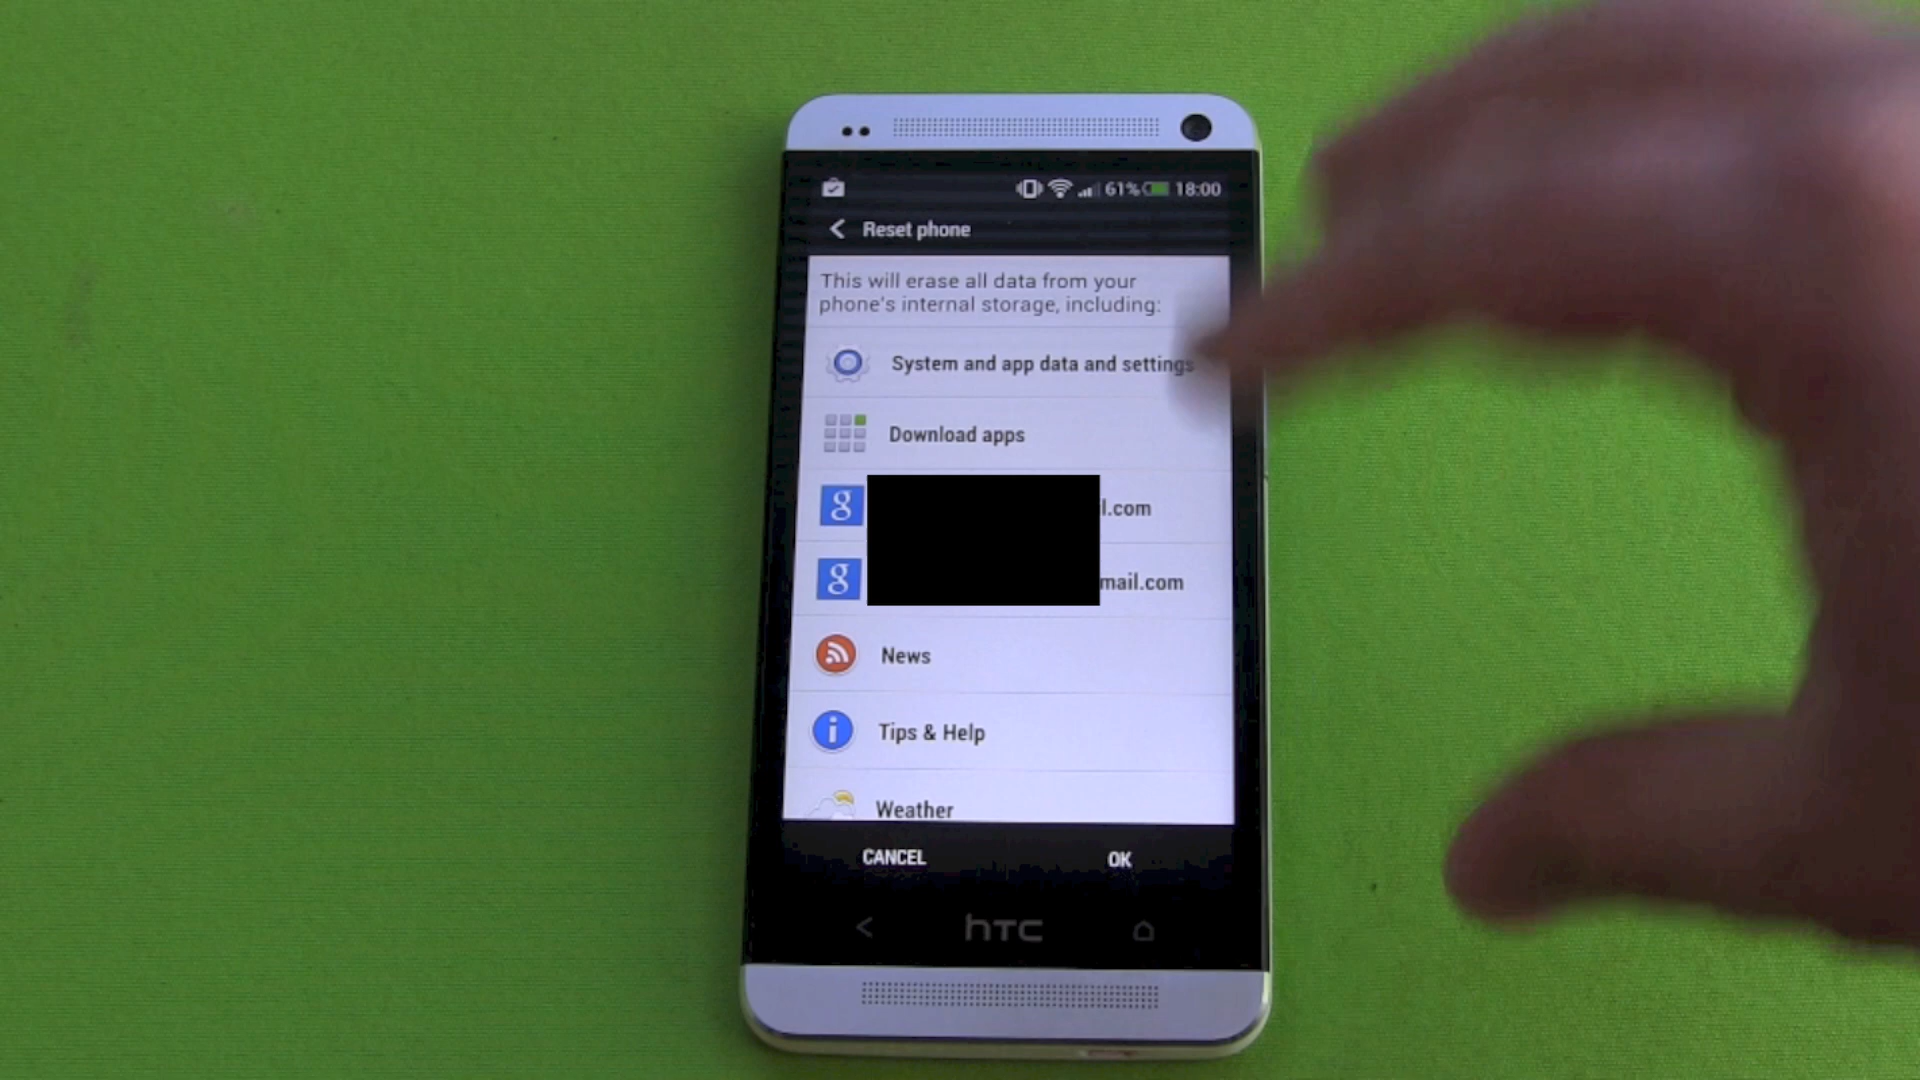 61% 18:00
Reset phone
This will erase all data from your
phone's internal storage, including:
System and app data and settings
Download apps
g l.com
g mail.com
News
i Tips & Help
Weather
CANCEL OK
hTC